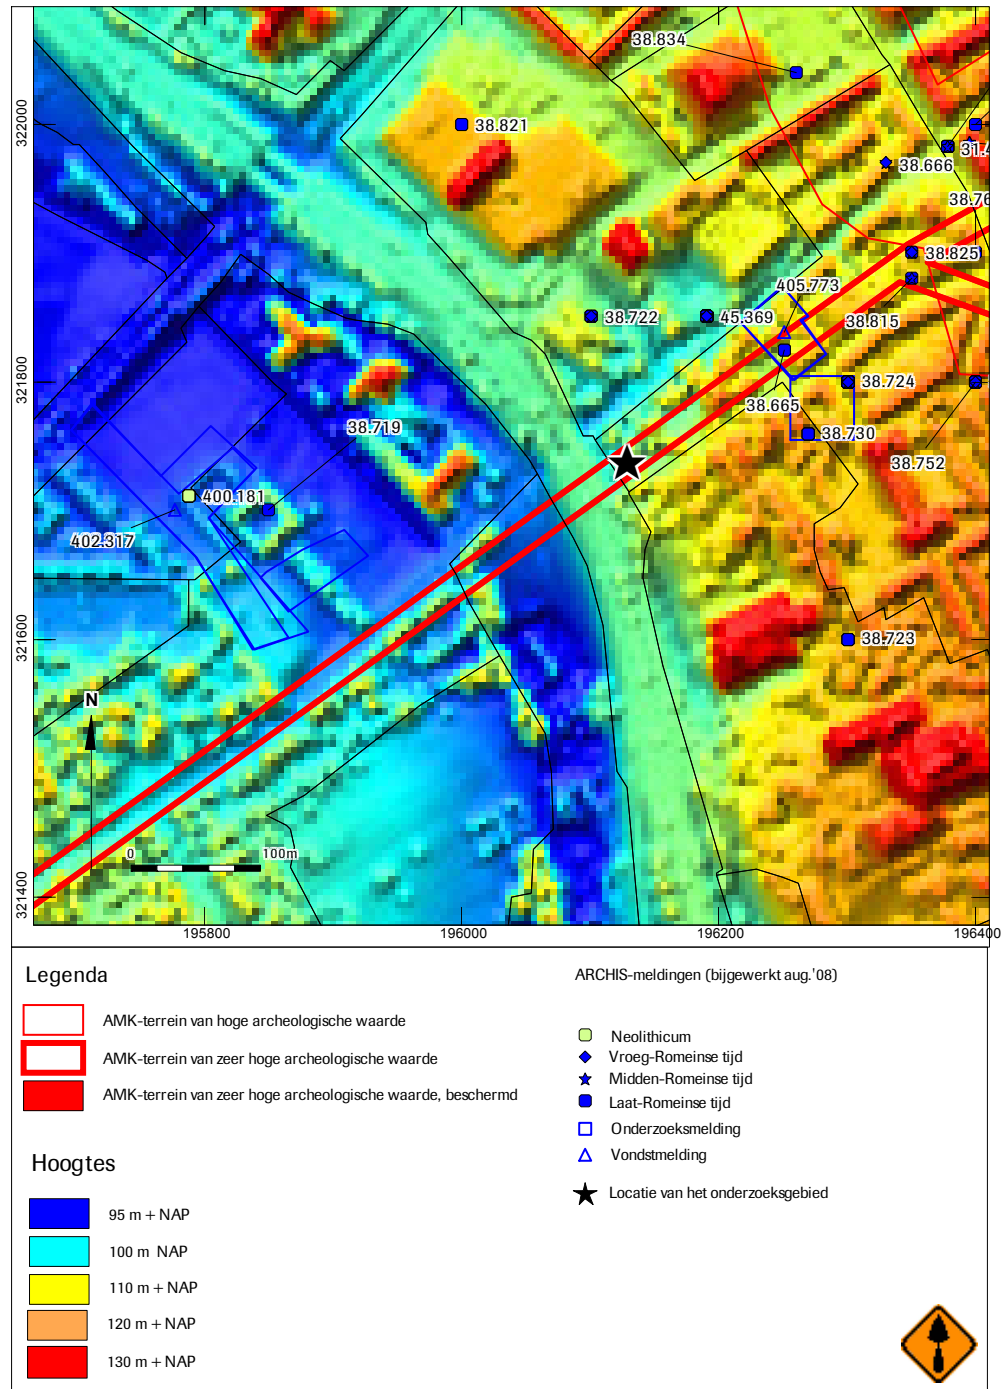 38.834
322000
38.821
31.4
38.666
38.76
38.825
405.773
38.722
45.369
38.815
321800
38.724
38.665
38.719
38.730
38.752
400.181
402.317
321600
38.723
N
0
100m
321400
195800
196000
196200
196400
Legenda
AMK-terrein van hoge archeologische waarde
AMK-terrein van zeer hoge archeologische waarde
AMK-terrein van zeer hoge archeologische waarde, beschermd
Hoogtes
95 m + NAP
100 m NAP
110 m + NAP
120 m + NAP
130 m + NAP
ARCHIS-meldingen (bijgewerkt aug.'08)
Neolithicum
Vroeg-Romeinse tijd
Midden-Romeinse tijd
Laat-Romeinse tijd
Onderzoeksmelding
Vondstmelding
Locatie van het onderzoeksgebied